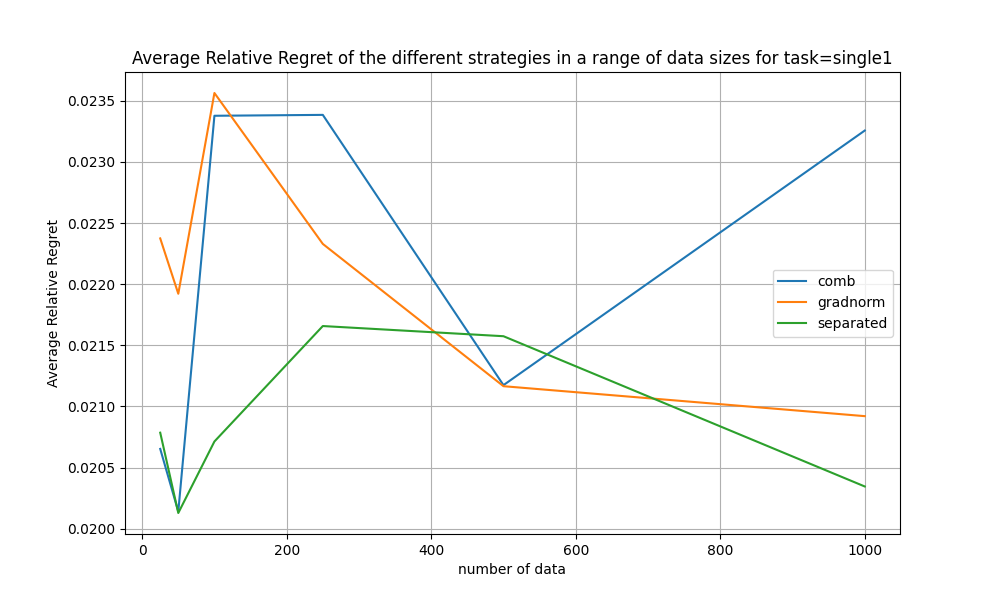 Average Relative Regret of the different strategies in a range of data sizes for task=single1
Average Relative Regret
0.0235
0.0230
0.0225
0.0220
0.0215
0.0210
0.0205
0.0200
comb
gradnorm
separated
0
200
400
600
800
1000
number of data